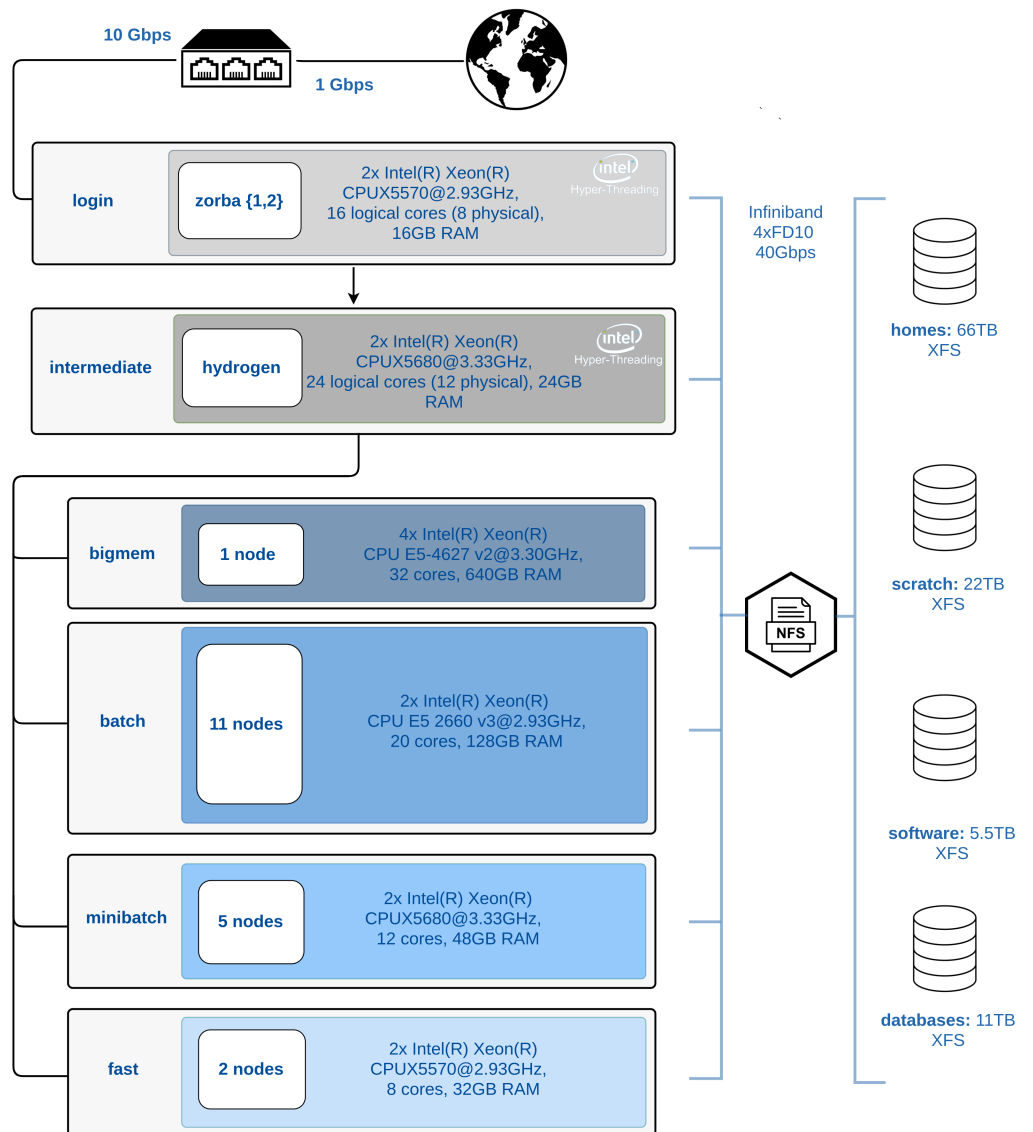 10 Gbps
1 Gbps
login
zorba {1,2}
2x Intel(R) Xeon(R)
CPUX5570@2.93GHz,
16 logical cores (8 physical),
16GB RAM
intel
Hyper-Threading
intermediate
hydrogen
2x Intel(R) Xeon(R)
CPUX5680@3.33GHz,
24 logical cores (12 physical), 24GB
RAM
intel
Hyper-Threading
bigmem
1 node
4x Intel(R) Xeon(R)
CPU E5-4627 v2@3.30GHz,
32 cores, 640GB RAM
batch
11 nodes
2x Intel(R) Xeon(R)
CPU E5 2660 v3@2.93GHz,
20 cores, 128GB RAM
minibatch
5 nodes
2x Intel(R) Xeon(R)
CPUX5680@3.33GHz,
12 cores, 48GB RAM
fast
2 nodes
2x Intel(R) Xeon(R)
CPUX5570@2.93GHz,
8 cores, 32GB RAM
Infiniband
4xFD10
40Gbps
NFS
homes: 66TB
XFS
scratch: 22TB
XFS
software: 5.5TB
XFS
databases: 11TB
XFS